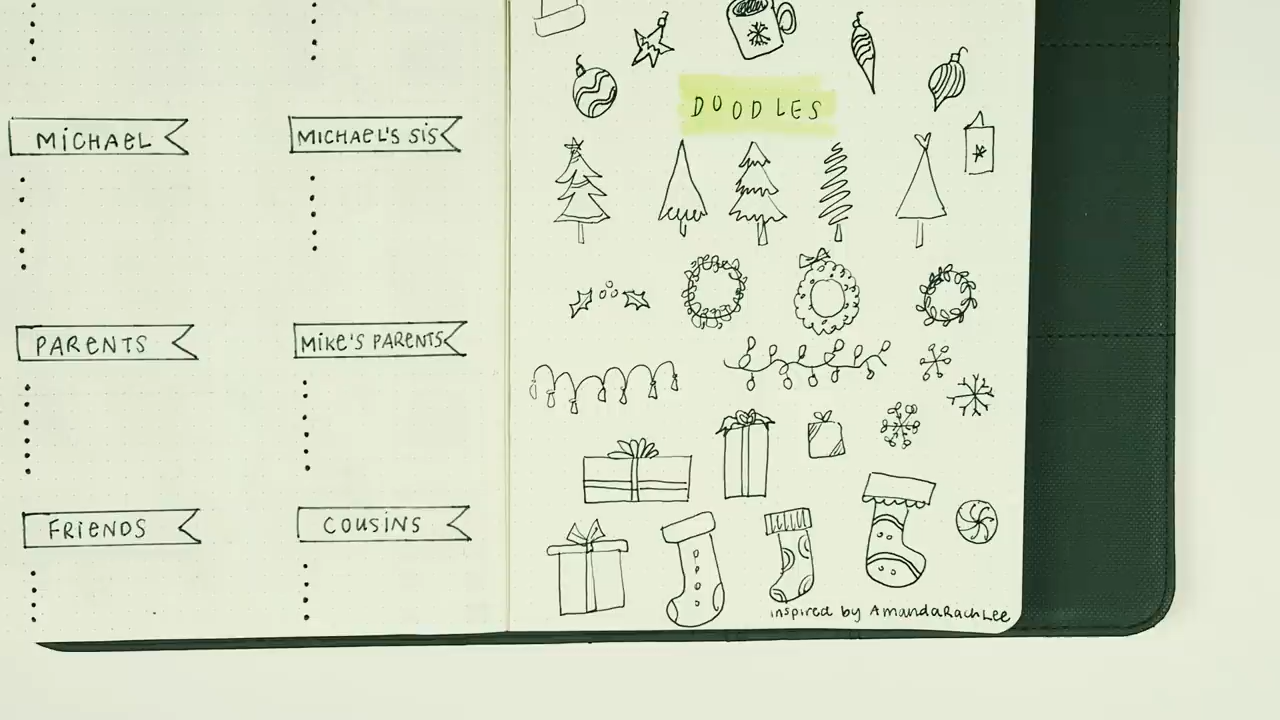 MiCHAEL
MiCHAEL'S SiS
PARENTS
MiKE'S PARENTS
FRiENDS
COUSiNS
DOODLES
inspired by AmandaRachLee